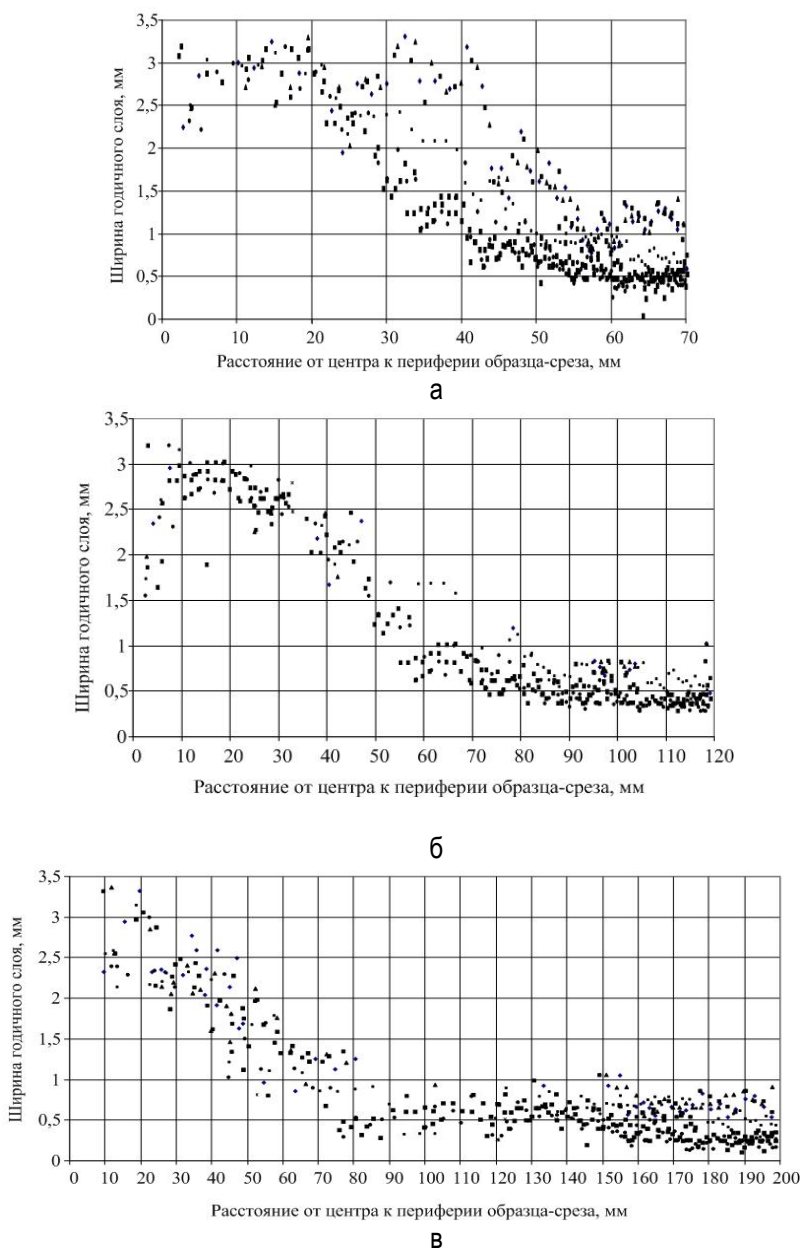 Ширина годичного слоя, мм
3,5
3
2,5
2
1,5
1
0,5
0
0 10 20 30 40 50 60 70
Расстояние от центра к периферии образца-среза, мм
а
Ширина годичного слоя, мм
3,5
3
2,5
2
1,5
1
0,5
0
0 10 20 30 40 50 60 70 80 90 100 110 120
Расстояние от центра к периферии образца-среза, мм
б
Ширина годичного слоя, мм
3,5
3
2,5
2
1,5
1
0,5
0
0 10 20 30 40 50 60 70 80 90 100 110 120 130 140 150 160 170 180 190 200
Расстояние от центра к периферии образца-среза, мм
в